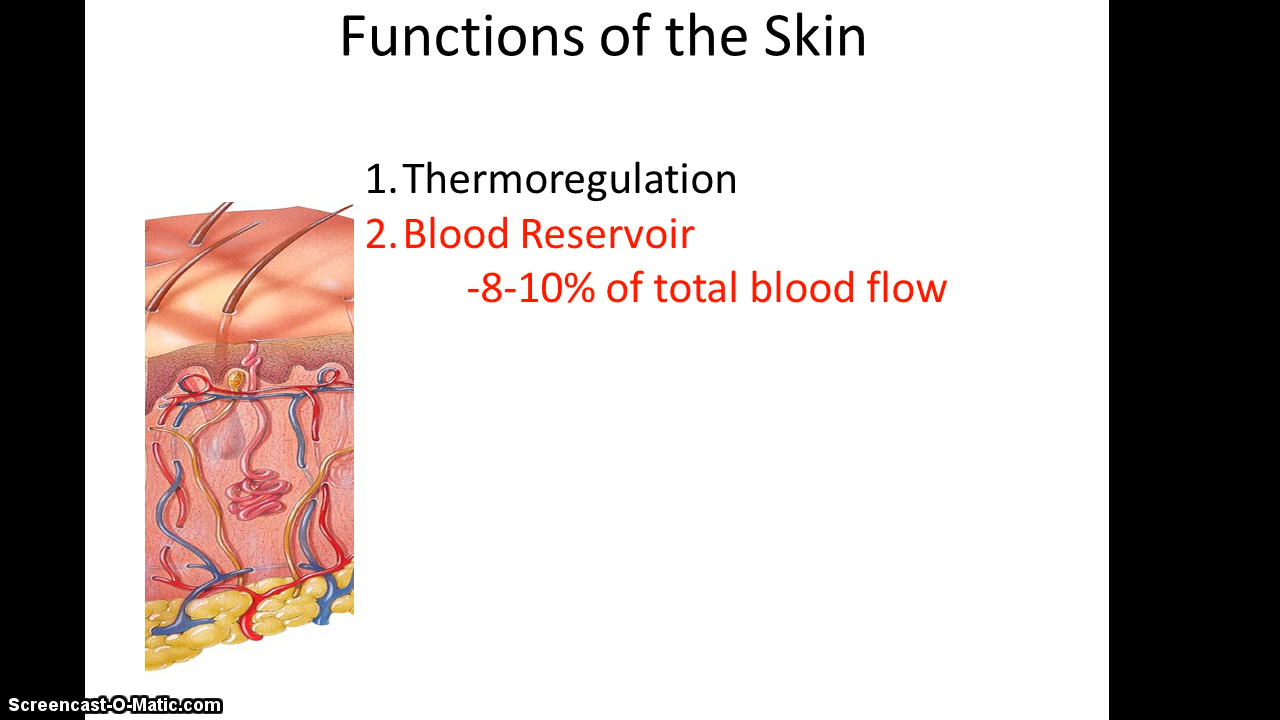 Functions of the Skin
1. Thermoregulation
2. Blood Reservoir
-8-10% of total blood flow
Screencast-O-Matic.com